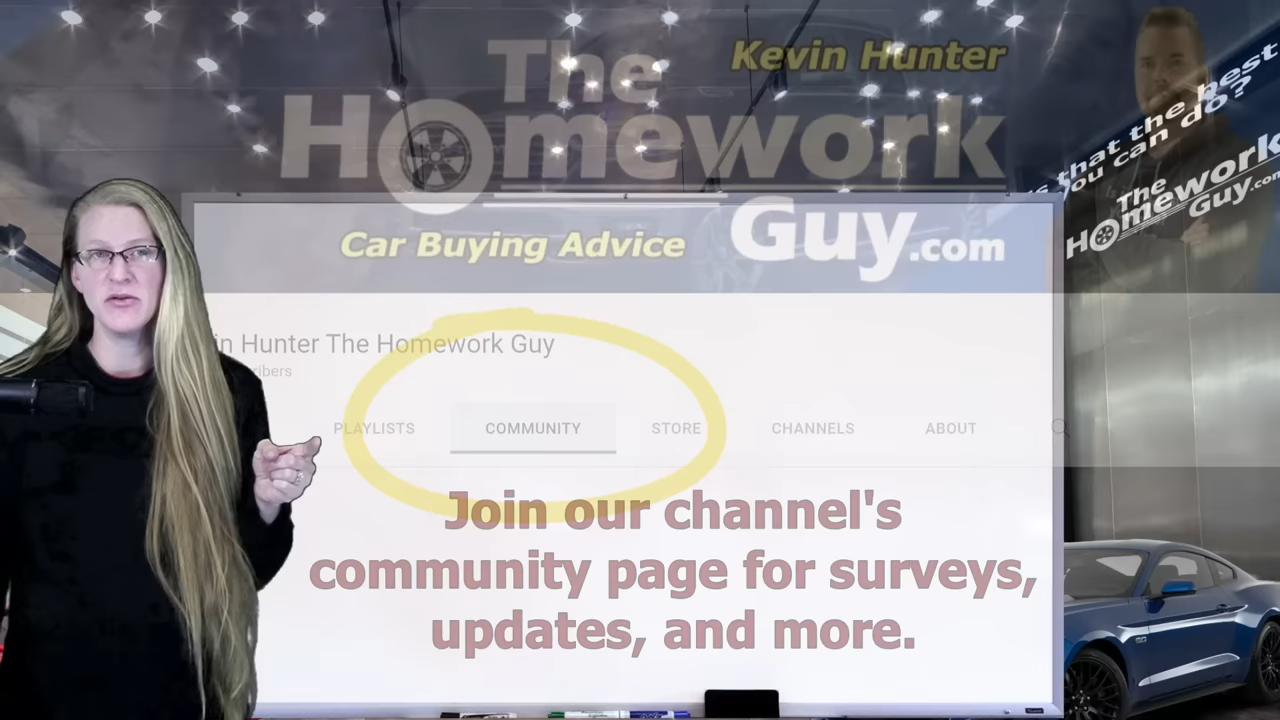 Kevin Hunter
The
Homework
Guy.com
Car Buying Advice
is that the best
you can do?
The
Homework
Guy.com
in Hunter The Homework Guy
ribers
PLAYLISTS
COMMUNITY
STORE
CHANNELS
ABOUT
Join our channel's
community page for surveys,
updates, and more.